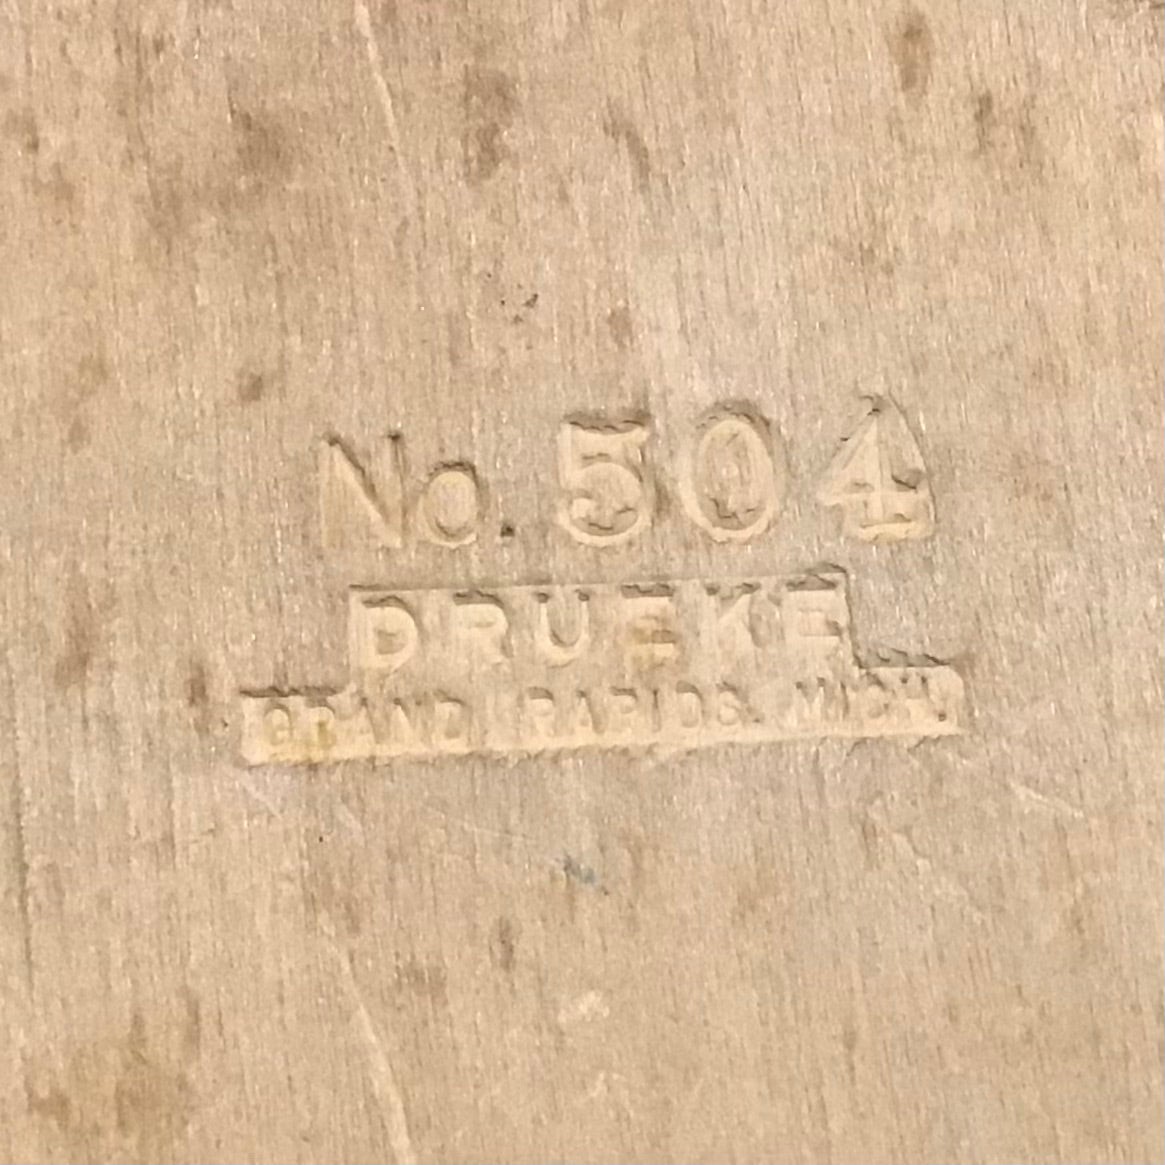 No. 504
DRUEKE
GRAND RAPIDS. MICH.